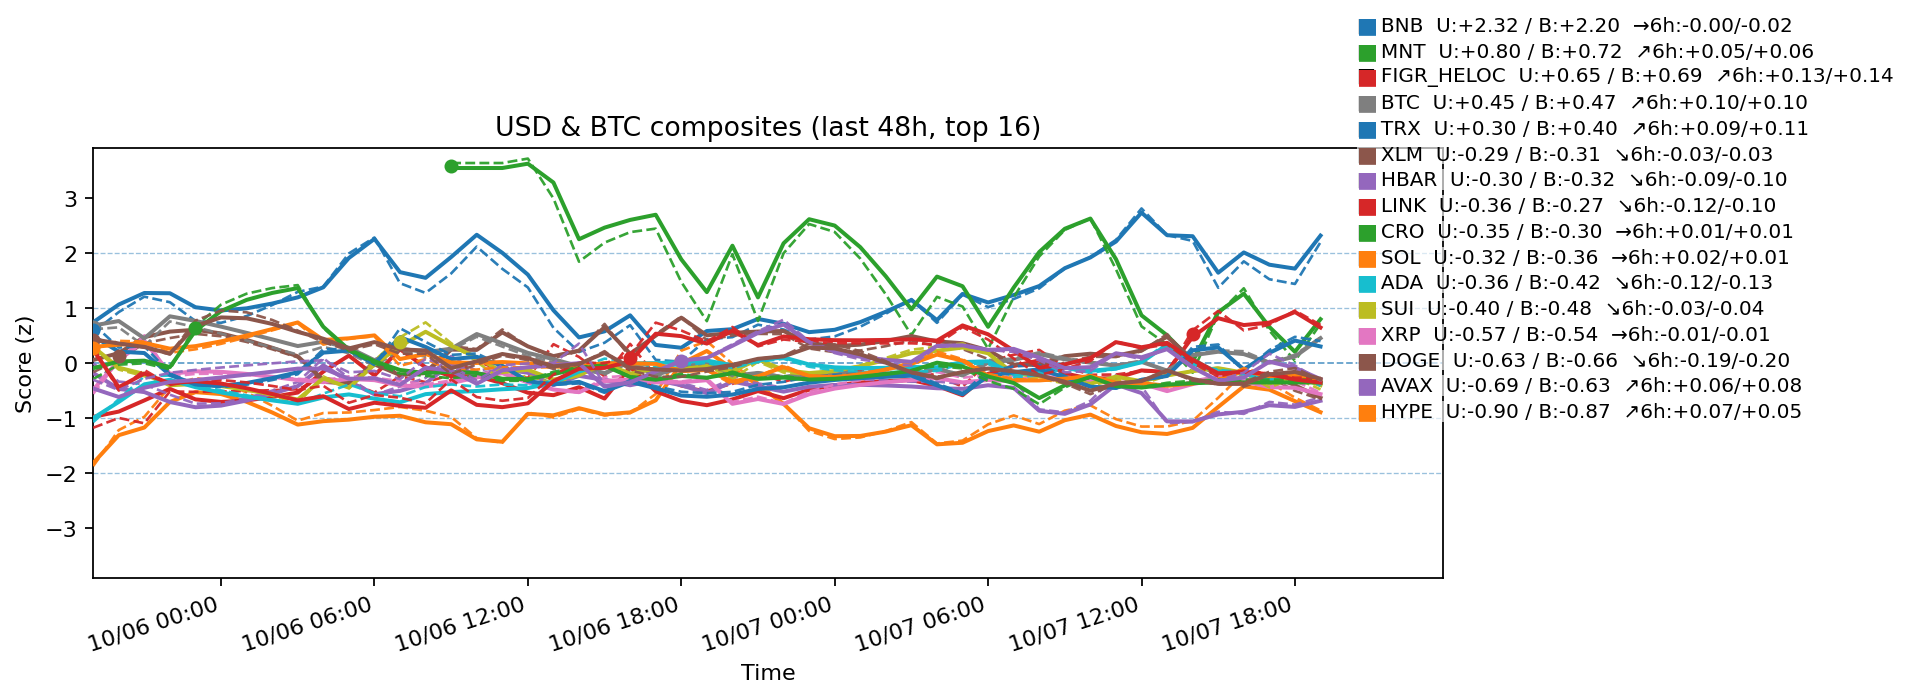 BNB  U:+2.32 / B:+2.20  →6h:-0.00/-0.02
MNT  U:+0.80 / B:+0.72  ↗6h:+0.05/+0.06
FIGR_HELOC  U:+0.65 / B:+0.69  ↗6h:+0.13/+0.14
BTC  U:+0.45 / B:+0.47  ↗6h:+0.10/+0.10
TRX  U:+0.30 / B:+0.40  ↗6h:+0.09/+0.11
XLM  U:-0.29 / B:-0.31  ↘6h:-0.03/-0.03
HBAR  U:-0.30 / B:-0.32  ↘6h:-0.09/-0.10
LINK  U:-0.36 / B:-0.27  ↘6h:-0.12/-0.10
CRO  U:-0.35 / B:-0.30  →6h:+0.01/+0.01
SOL  U:-0.32 / B:-0.36  →6h:+0.02/+0.01
ADA  U:-0.36 / B:-0.42  ↘6h:-0.12/-0.13
SUI  U:-0.40 / B:-0.48  ↘6h:-0.03/-0.04
XRP  U:-0.57 / B:-0.54  →6h:-0.01/-0.01
DOGE  U:-0.63 / B:-0.66  ↘6h:-0.19/-0.20
AVAX  U:-0.69 / B:-0.63  ↗6h:+0.06/+0.08
HYPE  U:-0.90 / B:-0.87  ↗6h:+0.07/+0.05
USD & BTC composites (last 48h, top 16)
Score (z)
3
2
1
0
−1
−2
−3
10/06 00:00
10/06 06:00
10/06 12:00
10/06 18:00
10/07 00:00
10/07 06:00
10/07 12:00
10/07 18:00
Time